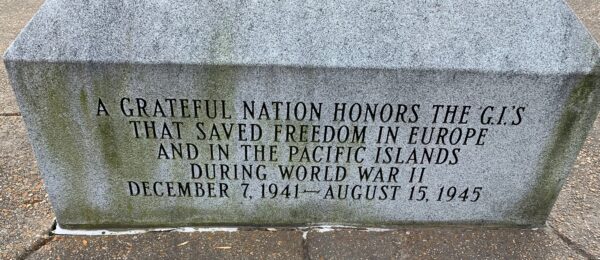 A GRATEFUL NATION HONORS THE G.I.'S
THAT SAVED FREEDOM IN EUROPE
AND IN THE PACIFIC ISLANDS
DURING WORLD WAR II
DECEMBER 7, 1941—AUGUST 15, 1945